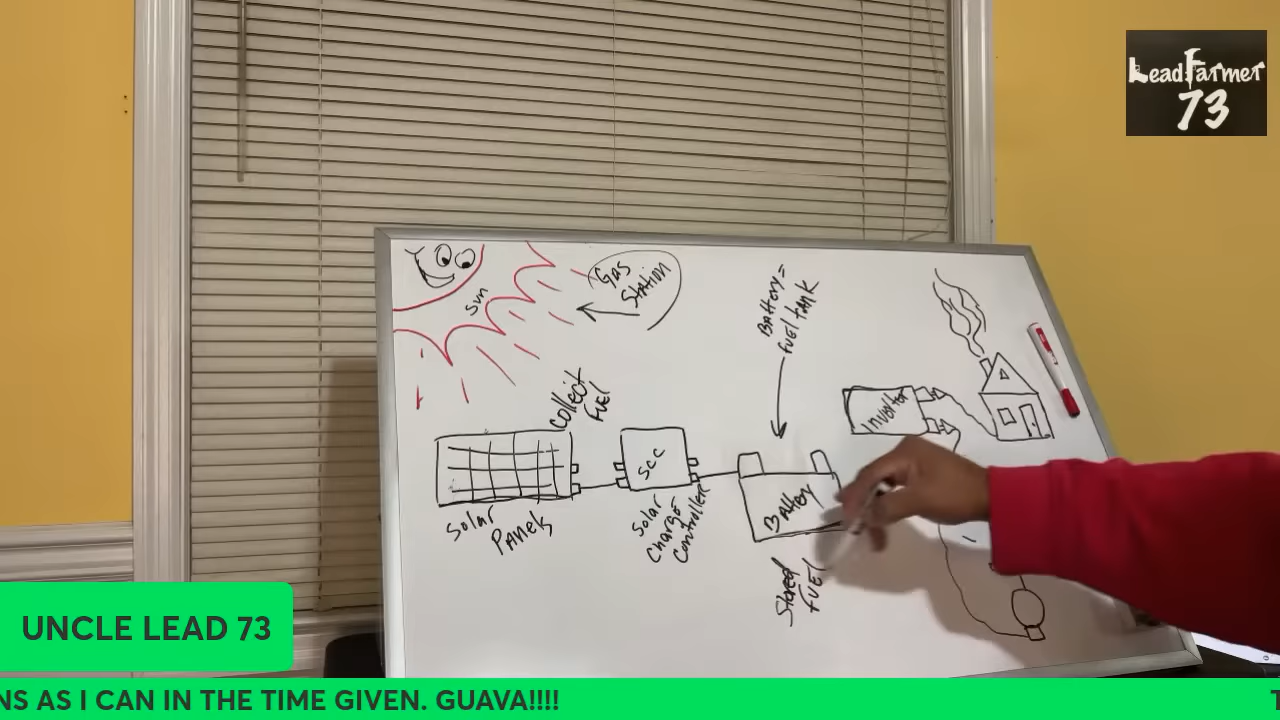 LeadFarmer
73
Sun
Gas
Station
Battery =
Fuel TANK
Collect
Fuel
Inverter
Scc
Battery
Solar
Panels
Solar
Charge
Controller
Stored
Fuel
UNCLE LEAD 73
NS AS I CAN IN THE TIME GIVEN. GUAVA!!!!
T